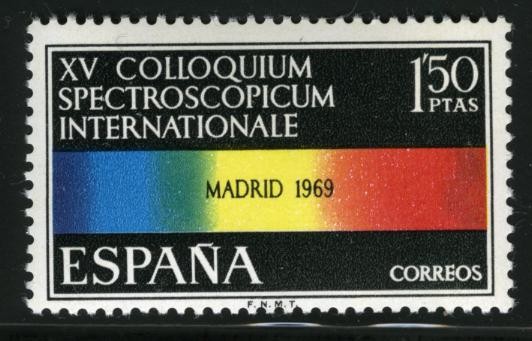 XV COLLOQUIUM
SPECTROSCOPICUM
INTERNATIONALE
1'50
PTAS
MADRID 1969
ESPAÑA
CORREOS
F.N.M.T.